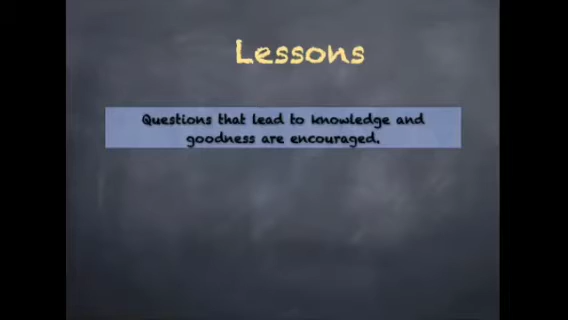 Lessons
Questions that lead to knowledge and
goodness are encouraged.